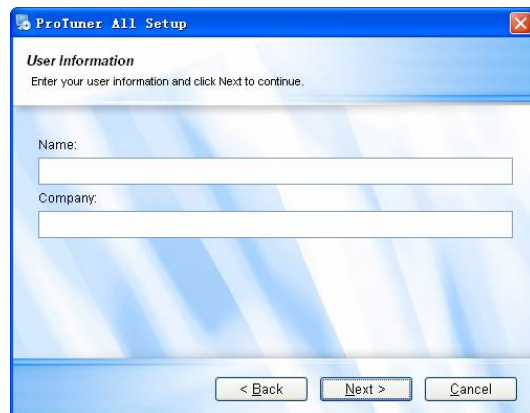 ProTuner All Setup
User Information
Enter your user information and click Next to continue.
Name:
Company:
< Back
Next >
Cancel